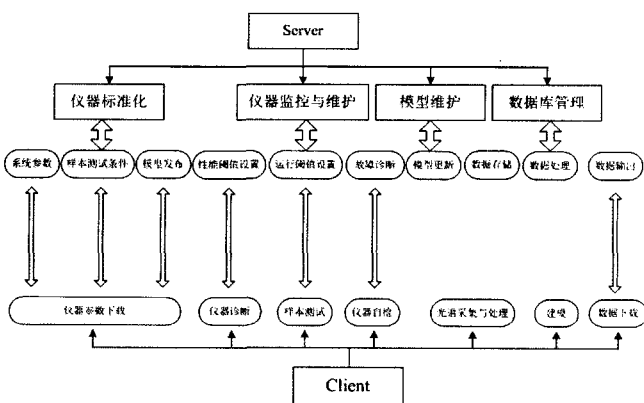 Server
仪器标准化
仪器监控与维护
模型维护
数据库管理
系统参数
样本测试条件
模型发布
性能阈值设置
运行阈值设置
故障诊断
模型更新
数据存储
数据处理
数据输出
仪器参数下载
仪器诊断
样本测试
仪器自检
光谱采集与处理
建模
数据下载
Client